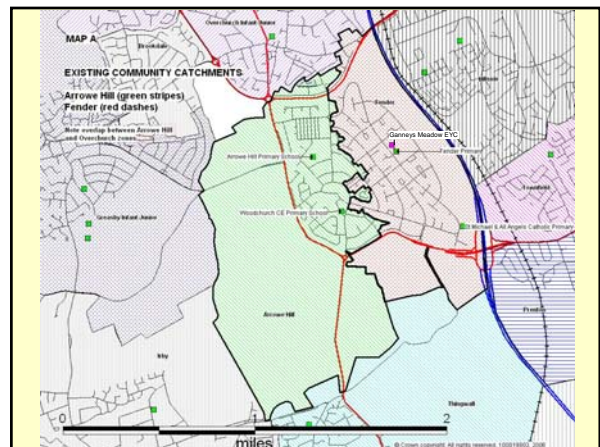 MAP A
EXISTING COMMUNITY CATCHMENTS
Arrowe Hill (green stripes)
Fender (red dashes)
Note overlap between Arrowe Hill
and Overchurch zones
Overchurch Infant Junior
Brookdale
Fender
Ganneys Meadow EYC
Fender Primary
Arrowe Hill Primary School
Woodchurch CE Primary School
St Michael & All Angels Catholic Primary
Greasby Infant Junior
Arrowe Hill
Prenton
Irby
Thingwall
0
1
2
miles
© Crown copyright. All rights reserved.